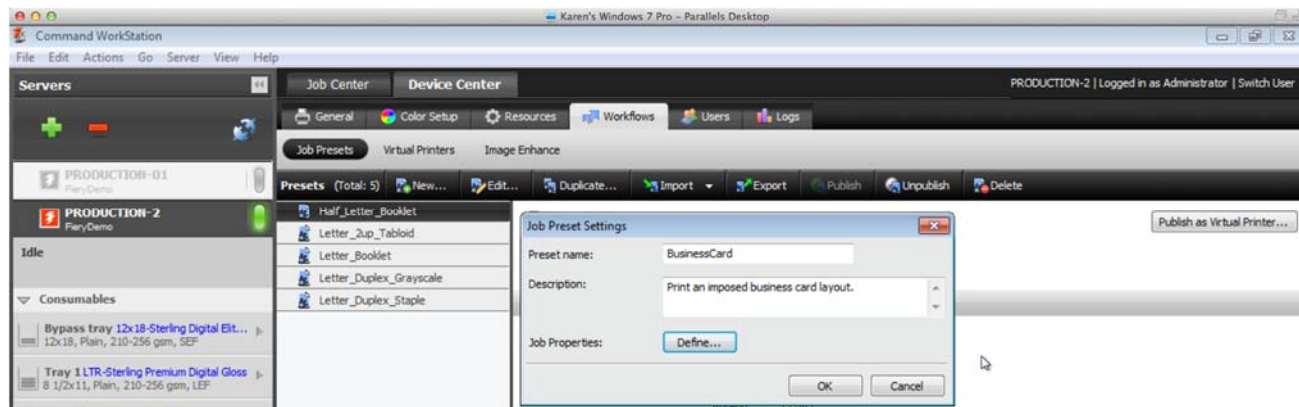 Karen's Windows 7 Pro - Parallels Desktop
Command WorkStation
File Edit Actions Go Server View Help
Servers
Job Center Device Center
PRODUCTION-2 | Logged in as Administrator | Switch User
General Color Setup Resources Workflows Users Logs
Job Presets Virtual Printers Image Enhance
PRODUCTION-01
FieryDemo
Presets (Total: 5) New... Edit... Duplicate... Import Export Publish Unpublish Delete
PRODUCTION-2
FieryDemo
Idle
Half_Letter_Booklet
Letter_2up_Tabloid
Letter_Booklet
Letter_Duplex_Grayscale
Letter_Duplex_Staple
Publish as Virtual Printer...
Job Preset Settings
Preset name: BusinessCard
Description: Print an imposed business card layout.
Job Properties: Define...
OK Cancel
Consumables
Bypass tray 12x18-Sterling Digital Elit...
12x18, Plain, 210-256 gsm, SEF
Tray 1 LTR-Sterling Premium Digital Gloss
8 1/2x11, Plain, 210-256 gsm, LEF